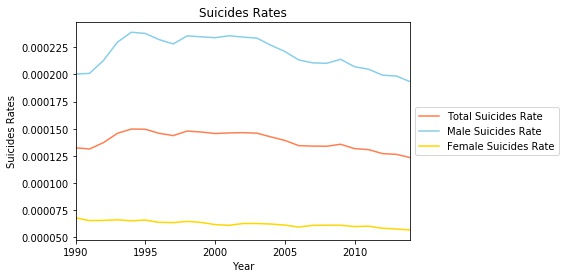 Suicides Rates
Suicides Rates
0.000225
0.000200
0.000175
0.000150
0.000125
0.000100
0.000075
0.000050
1990
1995
2000
2005
2010
Year
Total Suicides Rate
Male Suicides Rate
Female Suicides Rate